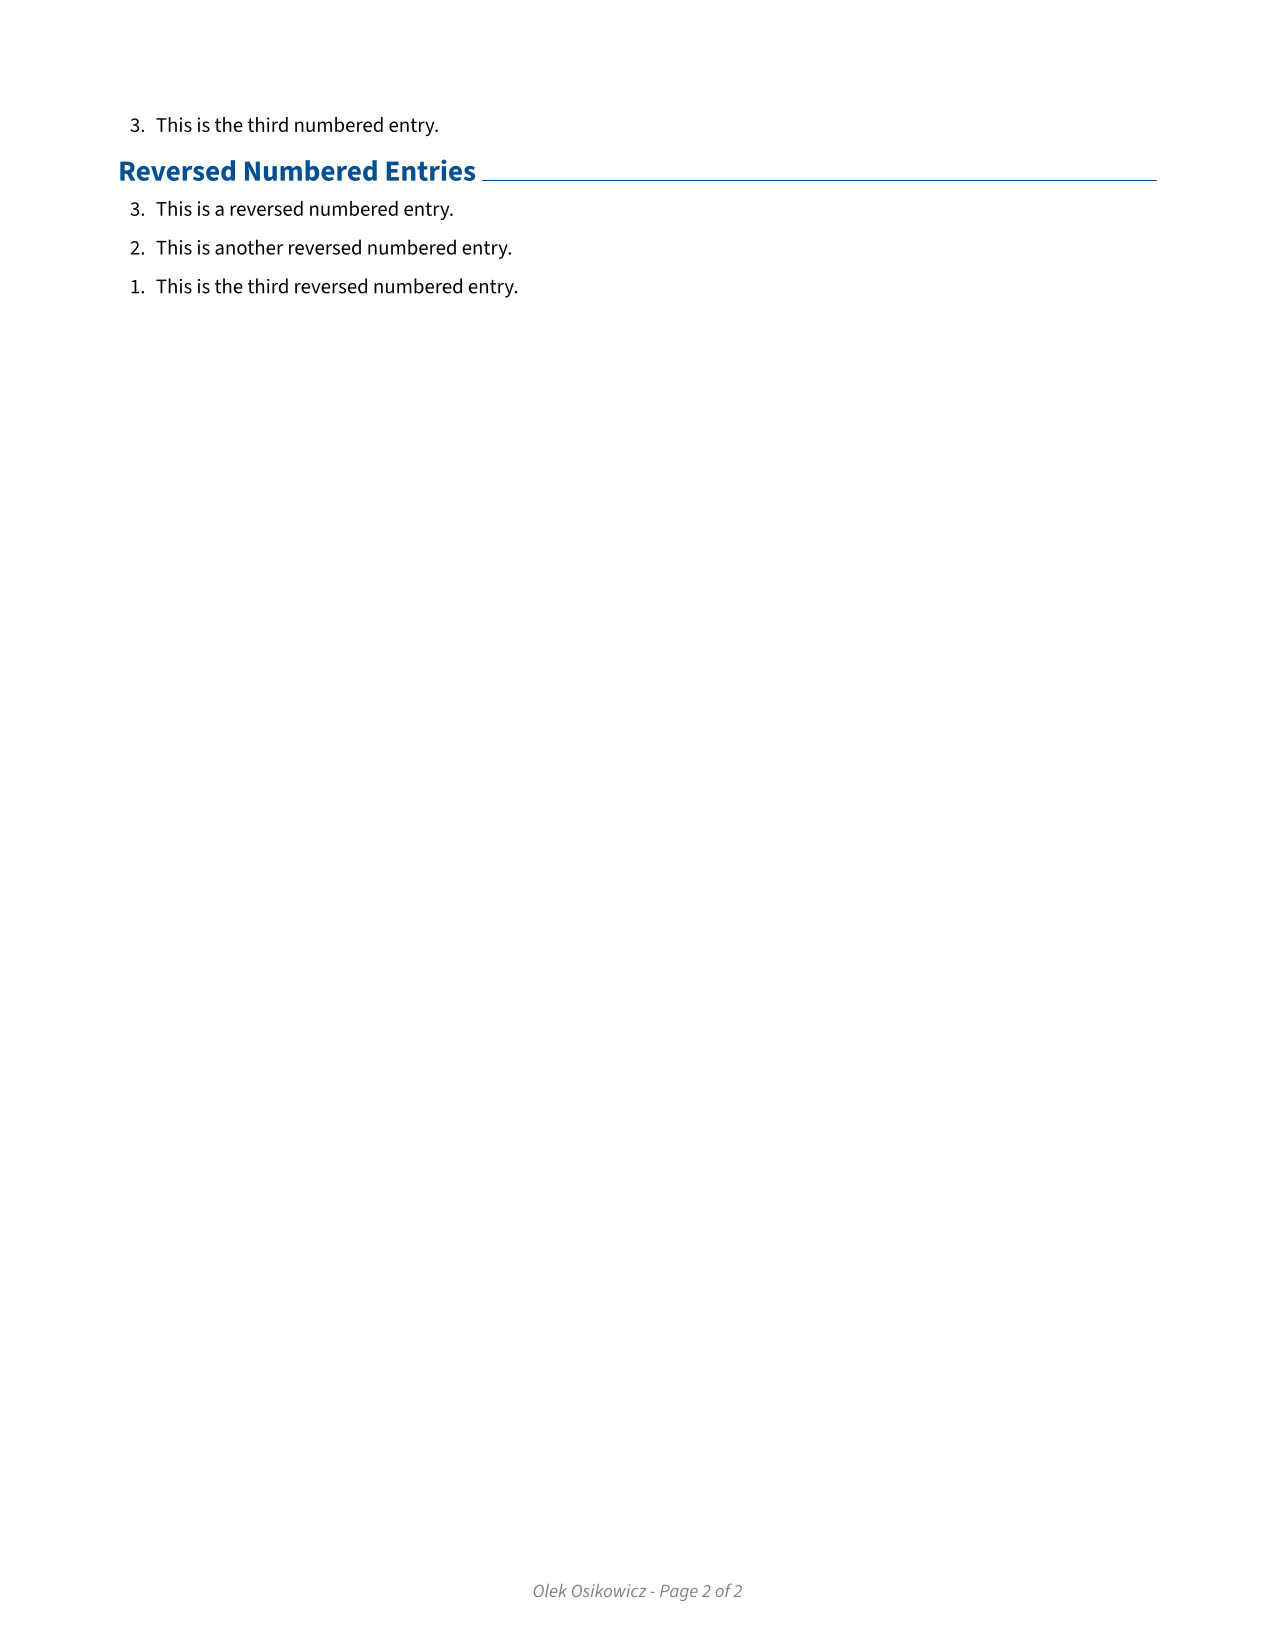 3. This is the third numbered entry.
Reversed Numbered Entries
3. This is a reversed numbered entry.
2. This is another reversed numbered entry.
1. This is the third reversed numbered entry.
Olek Osikowicz - Page 2 of 2